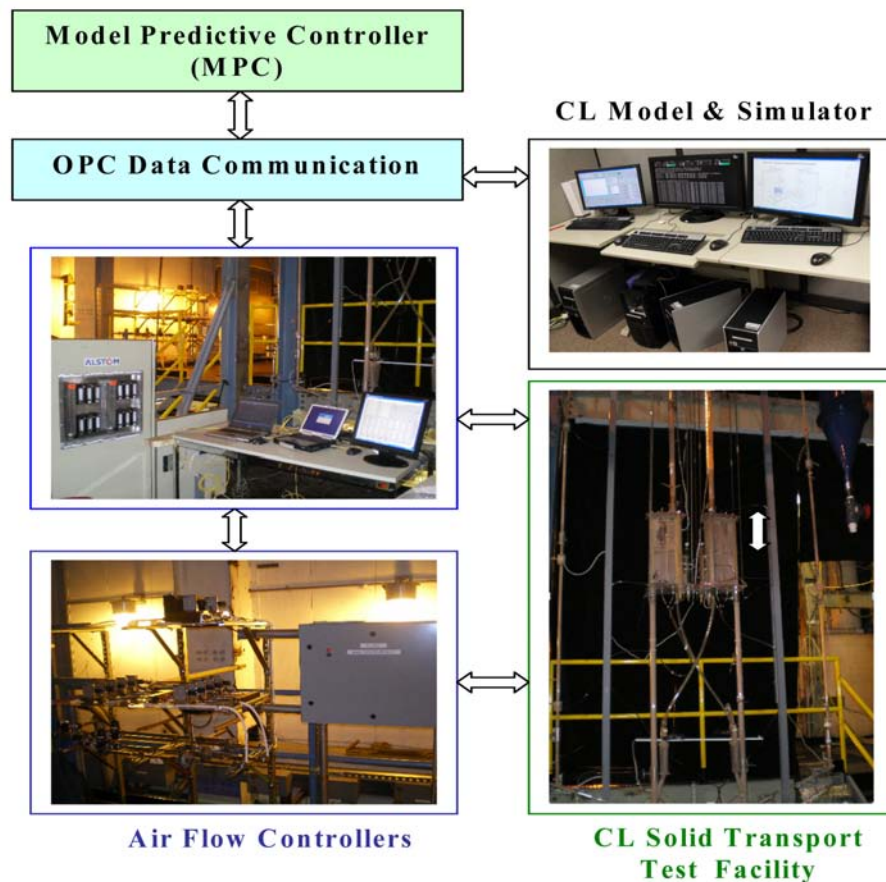 Model Predictive Controller
(MPC)
CL Model & Simulator
OPC Data Communication
ALSTOM
Air Flow Controllers
CL Solid Transport
Test Facility